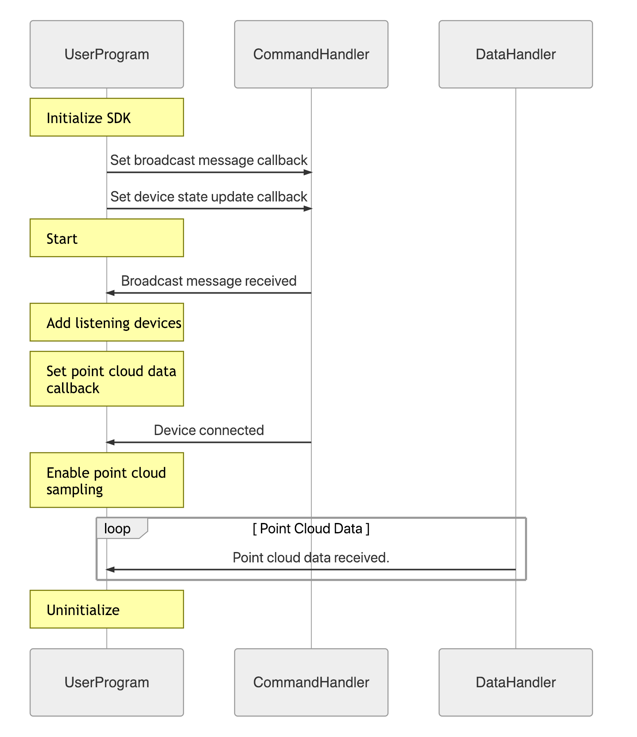 UserProgram
CommandHandler
DataHandler
Initialize SDK
Set broadcast message callback
Set device state update callback
Start
Broadcast message received
Add listening devices
Set point cloud data
callback
Device connected
Enable point cloud
sampling
loop
[ Point Cloud Data ]
Point cloud data received.
Uninitialize
UserProgram
CommandHandler
DataHandler